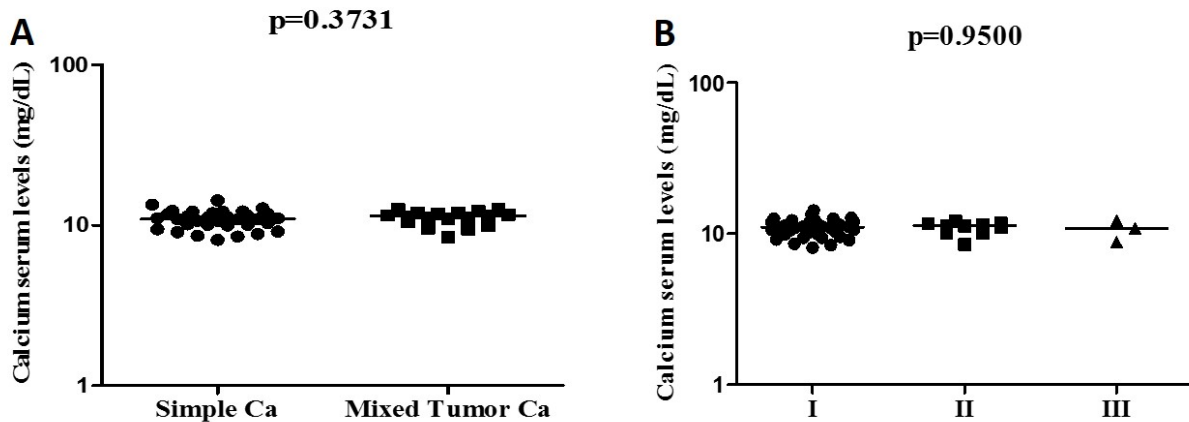 A
p=0.3731
Calcium serum levels (mg/dL)
100
10
1
Simple Ca
Mixed Tumor Ca
B
p=0.9500
Calcium serum levels (mg/dL)
100
10
1
I
II
III